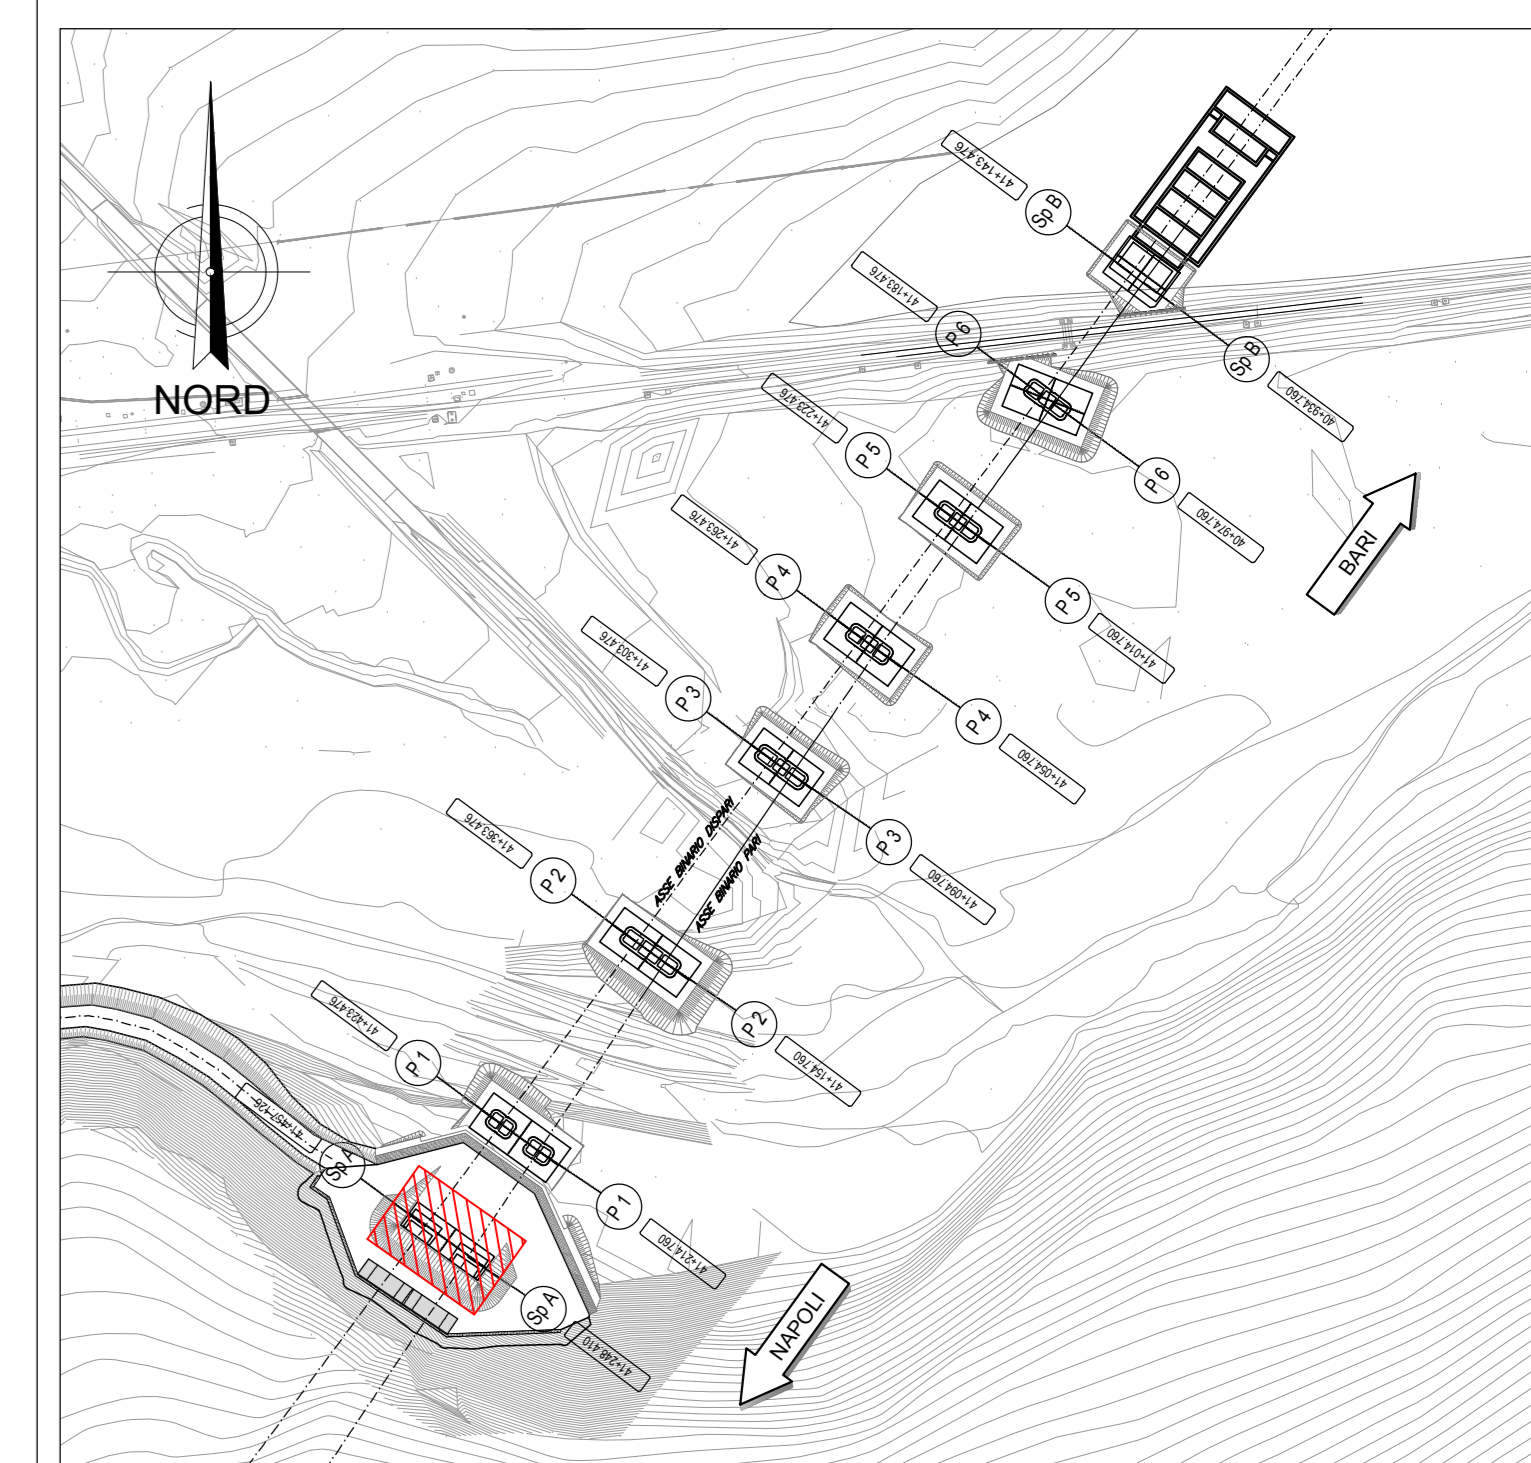 NORD
41+143.476
Sp B
41+183.476
P 6
Sp B
40+934.760
41+223.476
P 5
P 6
40+974.760
BARI
41+263.476
P 4
P 5
41+014.760
41+303.476
P 3
P 4
41+054.760
ASSE BINARIO DISPARI
ASSE BINARIO PARI
P 3
41+094.760
41+363.476
P 2
P 2
41+154.760
41+423.476
P 1
41+457.126
Sp A
P 1
41+214.760
Sp A
41+248.410
NAPOLI